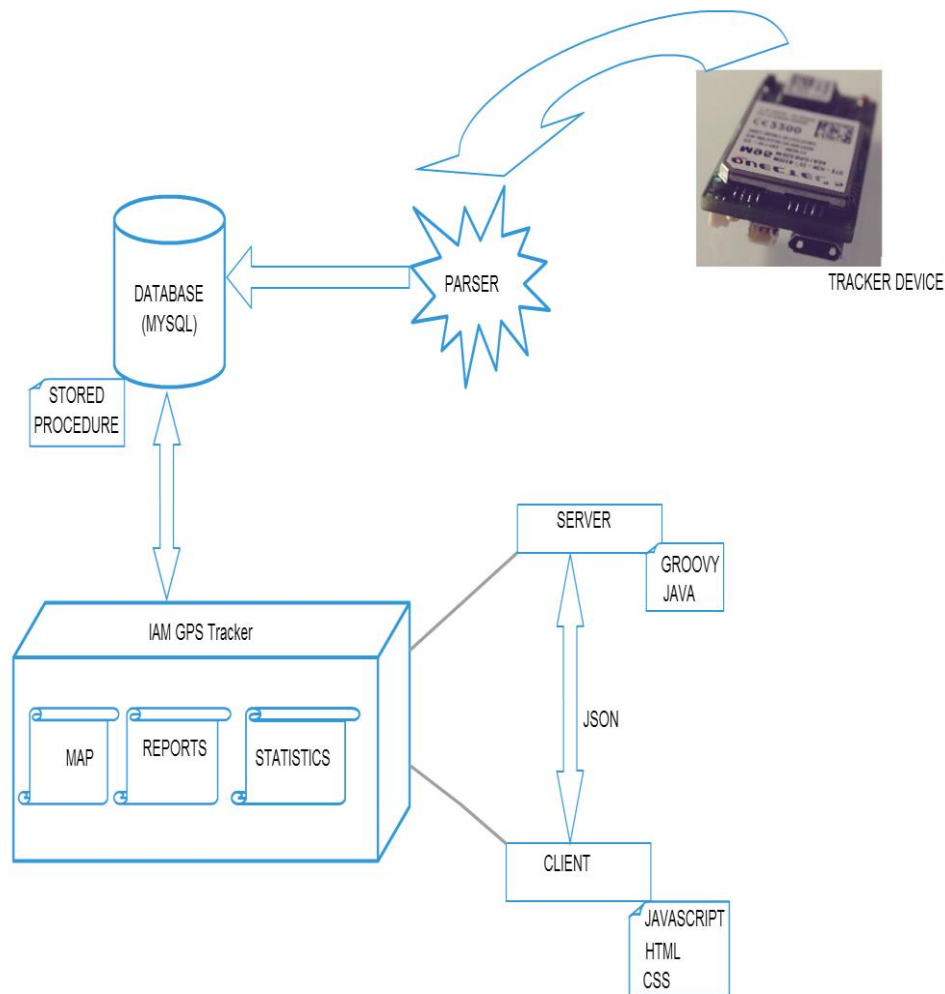 TRACKER DEVICE
PARSER
DATABASE
(MYSQL)
STORED
PROCEDURE
SERVER
GROOVY
JAVA
IAM GPS Tracker
MAP
REPORTS
STATISTICS
JSON
CLIENT
JAVASCRIPT
HTML
CSS